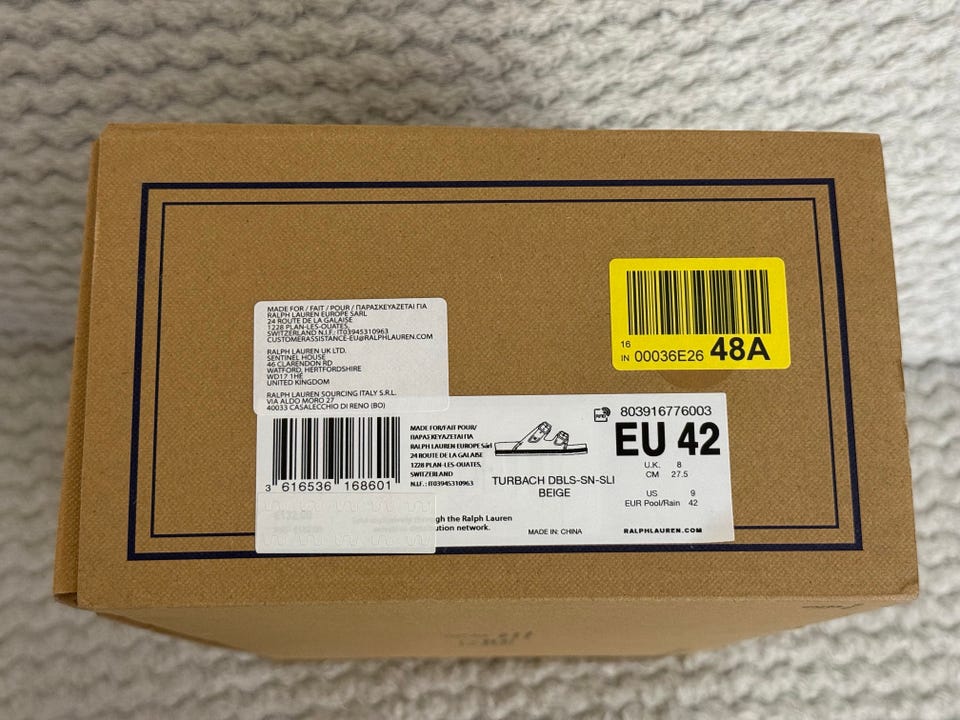 MADE FOR / FAIT / POUR / ΠΑΡΑΣΚΕΥΑΖΕΤΑΙ ΓΙΑ
RALPH LAUREN EUROPE SARL
24 ROUTE DE LA GALAISE
1228 PLAN-LES-OUATES,
SWITZERLAND N.I.F.: IT03945310963
CUSTOMERASSISTANCE-EU@RALPHLAUREN.COM
RALPH LAUREN UK LTD.
SENTINEL HOUSE
46 CLARENDON RD
WATFORD, HERTFORDSHIRE
WD17 1HE
UNITED KINGDOM
RALPH LAUREN SOURCING ITALY S.R.L.
VIA ALDO MORO 27
40033 CASALECCHIO DI RENO (BO)
16
IN 00036E26 48A
3 616536 168601
MADE FOR/FAIT POUR/
ΠΑΡΑΣΚΕΥΑΖΕΤΑΙ ΓΙΑ
RALPH LAUREN EUROPE Sàrl
24 ROUTE DE LA GALAISE
1228 PLAN-LES-OUATES,
SWITZERLAND
N.I.F.: IT03945310963
TURBACH DBLS-SN-SLI
BEIGE
803916776003
EU 42
U.K. 8
CM 27.5
US 9
EUR Pool/Rain 42
the Ralph Lauren
network.
MADE IN: CHINA
RALPHLAUREN.COM